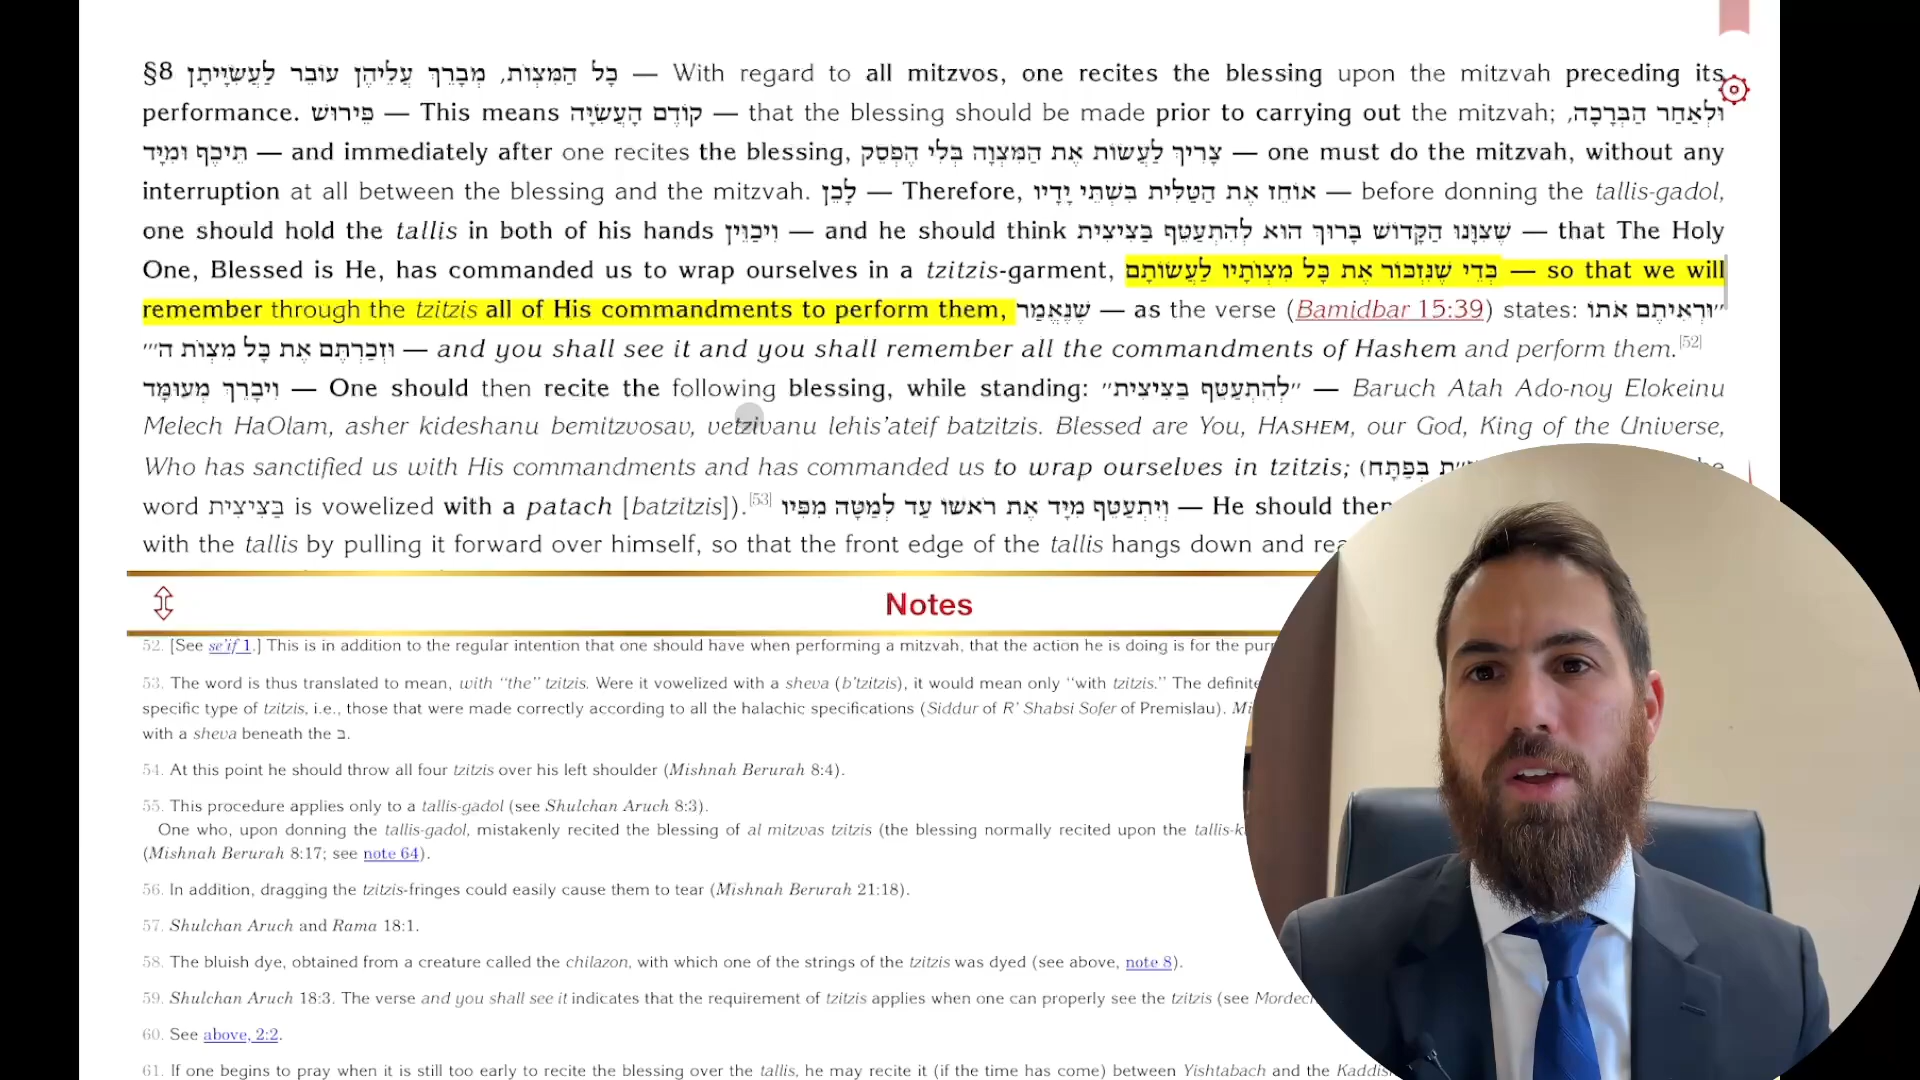 §8 כָּל הַמִּצְוֹת, מְבָרֵךְ עֲלֵיהֶן עוֹבֵר לַעֲשִׂיָּיתָן — With regard to all mitzvos, one recites the blessing upon the mitzvah preceding its
performance. פֵּירוּשׁ — This means קוֹדֶם הָעֲשִׂיָּה — that the blessing should be made prior to carrying out the mitzvah; וּלְאַחַר הַבְּרָכָה,
תֵּיכֶף וּמִיָּד — and immediately after one recites the blessing, צָרִיךְ לַעֲשׂוֹת אֶת הַמִּצְוָה בְּלִי הֶפְסֵק — one must do the mitzvah, without any
interruption at all between the blessing and the mitzvah. לָכֵן — Therefore, אוֹחֵז אֶת הַטַּלִּית בִּשְׁתֵּי יָדָיו — before donning the tallis-gadol,
one should hold the tallis in both of his hands וִיכַוֵּין — and he should think שֶׁצִּוָּנוּ הַקָּדוֹשׁ בָּרוּךְ הוּא לְהִתְעַטֵּף בַּצִּיצִית — that The Holy
One, Blessed is He, has commanded us to wrap ourselves in a tzitzis-garment, כְּדֵי שֶׁנִּזְכּוֹר אֶת כָּל מִצְוֹתָיו לַעֲשׂוֹתָם — so that we will
remember through the tzitzis all of His commandments to perform them, שֶׁנֶּאֱמַר — as the verse (Bamidbar 15:39) states: ״וּרְאִיתֶם אֹתוֹ
וּזְכַרְתֶּם אֶת כָּל מִצְוֹת ה׳״ — and you shall see it and you shall remember all the commandments of Hashem and perform them.[52]
וִיבָרֵךְ מְעוּמָּד — One should then recite the following blessing, while standing: ״לְהִתְעַטֵּף בַּצִּיצִית״ — Baruch Atah Ado-noy Elokeinu
Melech HaOlam, asher kideshanu bemitzvosav, vetzivanu lehis'ateif batzitzis. Blessed are You, HASHEM, our God, King of the Universe,
Who has sanctified us with His commandments and has commanded us to wrap ourselves in tzitzis; בְּפַתָּח)
word בַּצִּיצִית is vowelized with a patach [batzitzis]).[53] וְיִתְעַטֵּף מִיָּד אֶת רֹאשׁוֹ עַד לְמַטָּה מִפִּיו — He should then
with the tallis by pulling it forward over himself, so that the front edge of the tallis hangs down and
Notes
52. [See se'if 1.] This is in addition to the regular intention that one should have when performing a mitzvah, that the action he is doing is for the
53. The word is thus translated to mean, with "the" tzitzis. Were it vowelized with a sheva (b'tzitzis), it would mean only "with tzitzis." The
specific type of tzitzis, i.e., those that were made correctly according to all the halachic specifications (Siddur of R' Shabsi Sofer of Premislau).
with a sheva beneath the ב.
54. At this point he should throw all four tzitzis over his left shoulder (Mishnah Berurah 8:4).
55. This procedure applies only to a tallis-gadol (see Shulchan Aruch 8:3).
One who, upon donning the tallis-gadol, mistakenly recited the blessing of al mitzvas tzitzis (the blessing normally recited upon the
(Mishnah Berurah 8:17; see note 64).
56. In addition, dragging the tzitzis-fringes could easily cause them to tear (Mishnah Berurah 21:18).
57. Shulchan Aruch and Rama 18:1.
58. The bluish dye, obtained from a creature called the chilazon, with which one of the strings of the tzitzis was dyed (see above, note 8).
59. Shulchan Aruch 18:3. The verse and you shall see it indicates that the requirement of tzitzis applies when one can properly see the tzitzis (see
60. See above, 2:2.
61. If one begins to pray when it is still too early to recite the blessing over the tallis, he may recite it (if the time has come) between Yishtabach and the